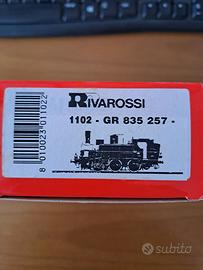 RIVAROSSI
1102 - GR 835 257 -
8 010023 011022
subito